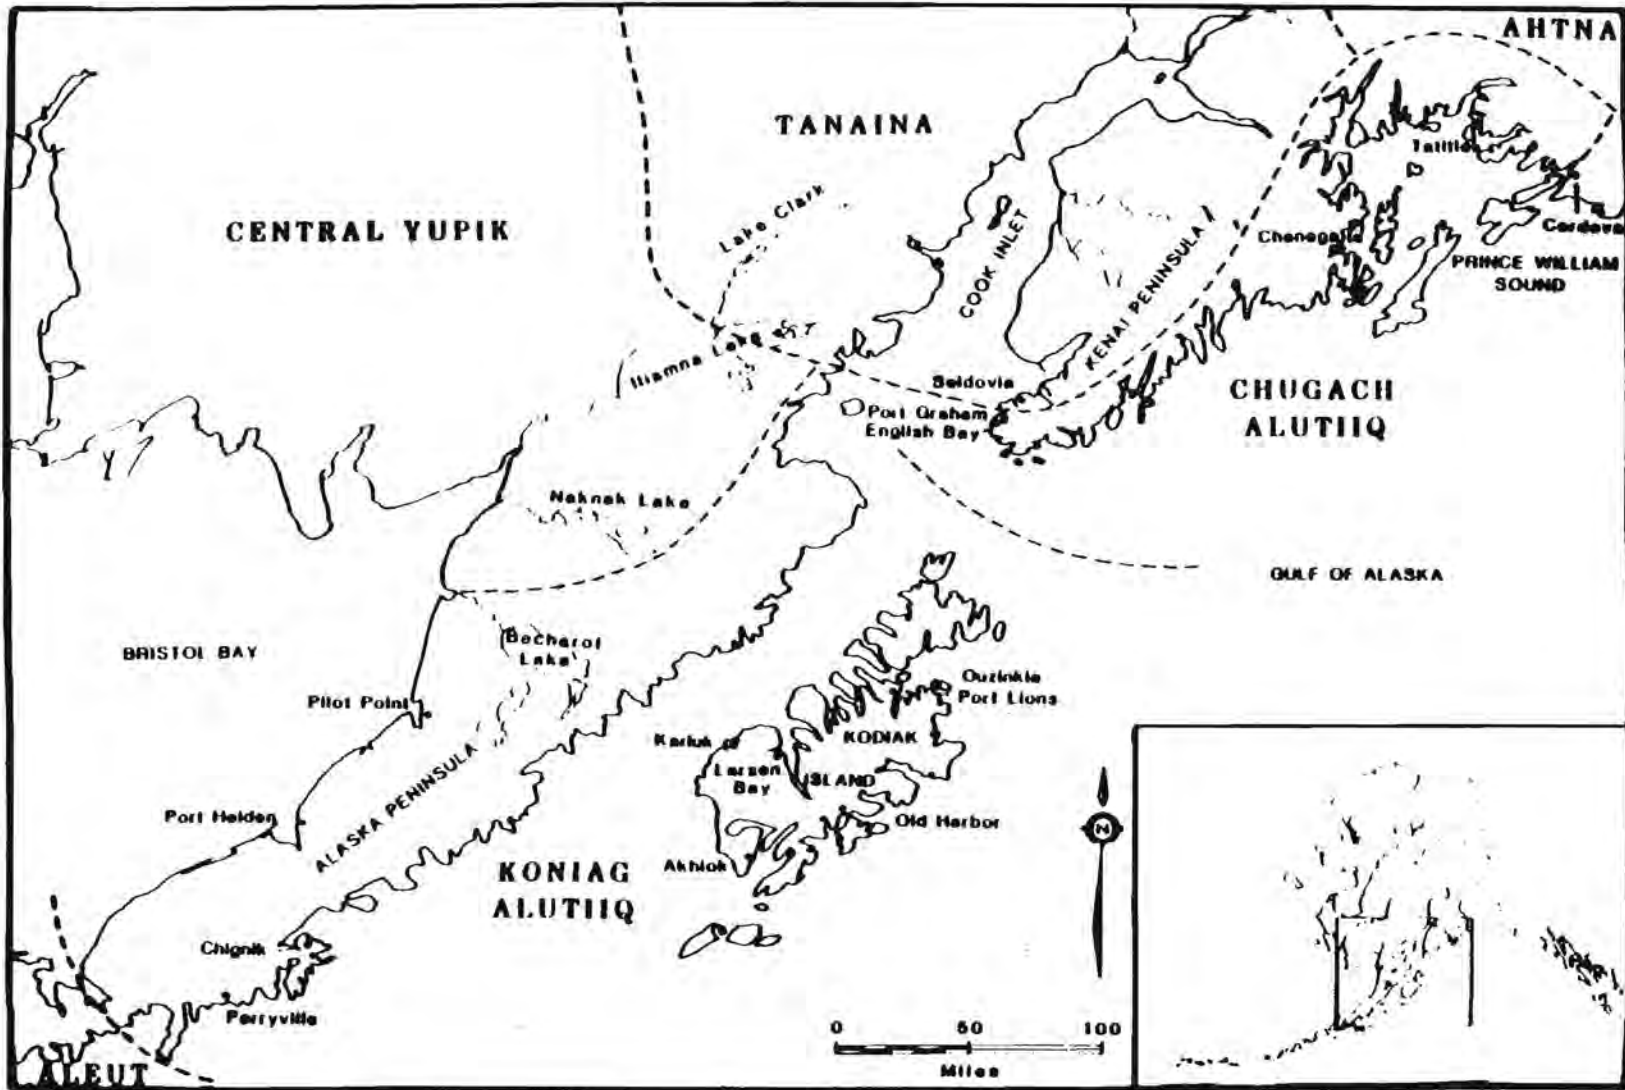 AHTNA
TANAINA
Tatitlek
Lake Clark
CENTRAL YUPIK
COOK INLET
Cordova
Chenega
KENAI PENINSULA
PRINCE WILLIAM
SOUND
Iliamna Lake
Seldovia
CHUGACH
ALUTIIQ
Port Graham
English Bay
Naknak Lake
GULF OF ALASKA
BRISTOL BAY
Becharof
Lake
Ouzinkie
Port Lions
Pilot Point
Karluk
KODIAK
ISLAND
Larsen
Bay
ALASKA PENINSULA
Port Heiden
Old Harbor
Akhiok
KONIAG
ALUTIIQ
N
Chignik
Perryville
0 50 100
Miles
ALEUT